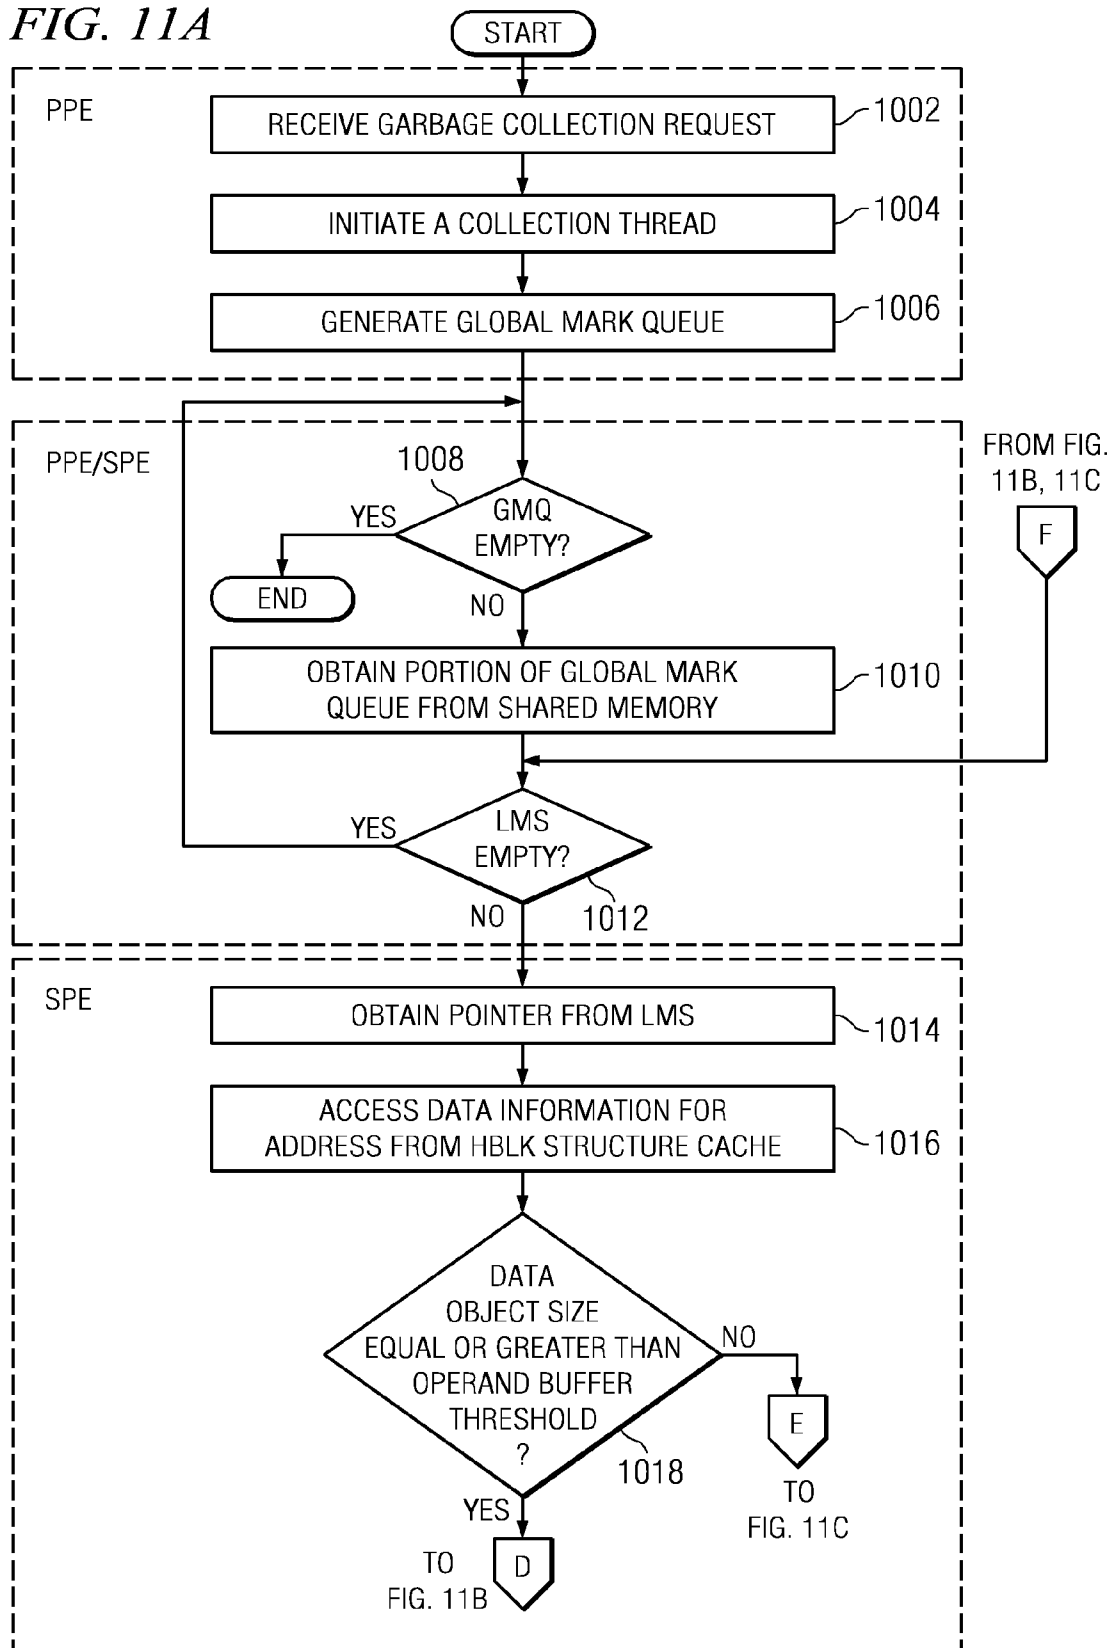 FIG. 11A
START
PPE
RECEIVE GARBAGE COLLECTION REQUEST
1002
INITIATE A COLLECTION THREAD
1004
GENERATE GLOBAL MARK QUEUE
1006
PPE/SPE
1008
GMQ
EMPTY?
YES
END
NO
FROM FIG.
11B, 11C
F
OBTAIN PORTION OF GLOBAL MARK
QUEUE FROM SHARED MEMORY
1010
LMS
EMPTY?
YES
1012
NO
SPE
OBTAIN POINTER FROM LMS
1014
ACCESS DATA INFORMATION FOR
ADDRESS FROM HBLK STRUCTURE CACHE
1016
DATA
OBJECT SIZE
EQUAL OR GREATER THAN
OPERAND BUFFER
THRESHOLD
?
NO
1018
E
TO
FIG. 11C
YES
D
TO
FIG. 11B